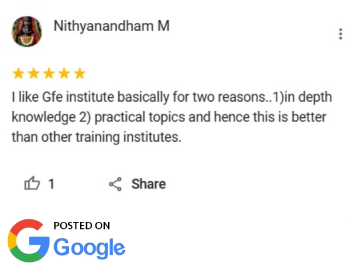 Nithyanandham M
I like Gfe institute basically for two reasons..1)in depth
knowledge 2) practical topics and hence this is better
than other training institutes.
1
Share
POSTED ON
Google